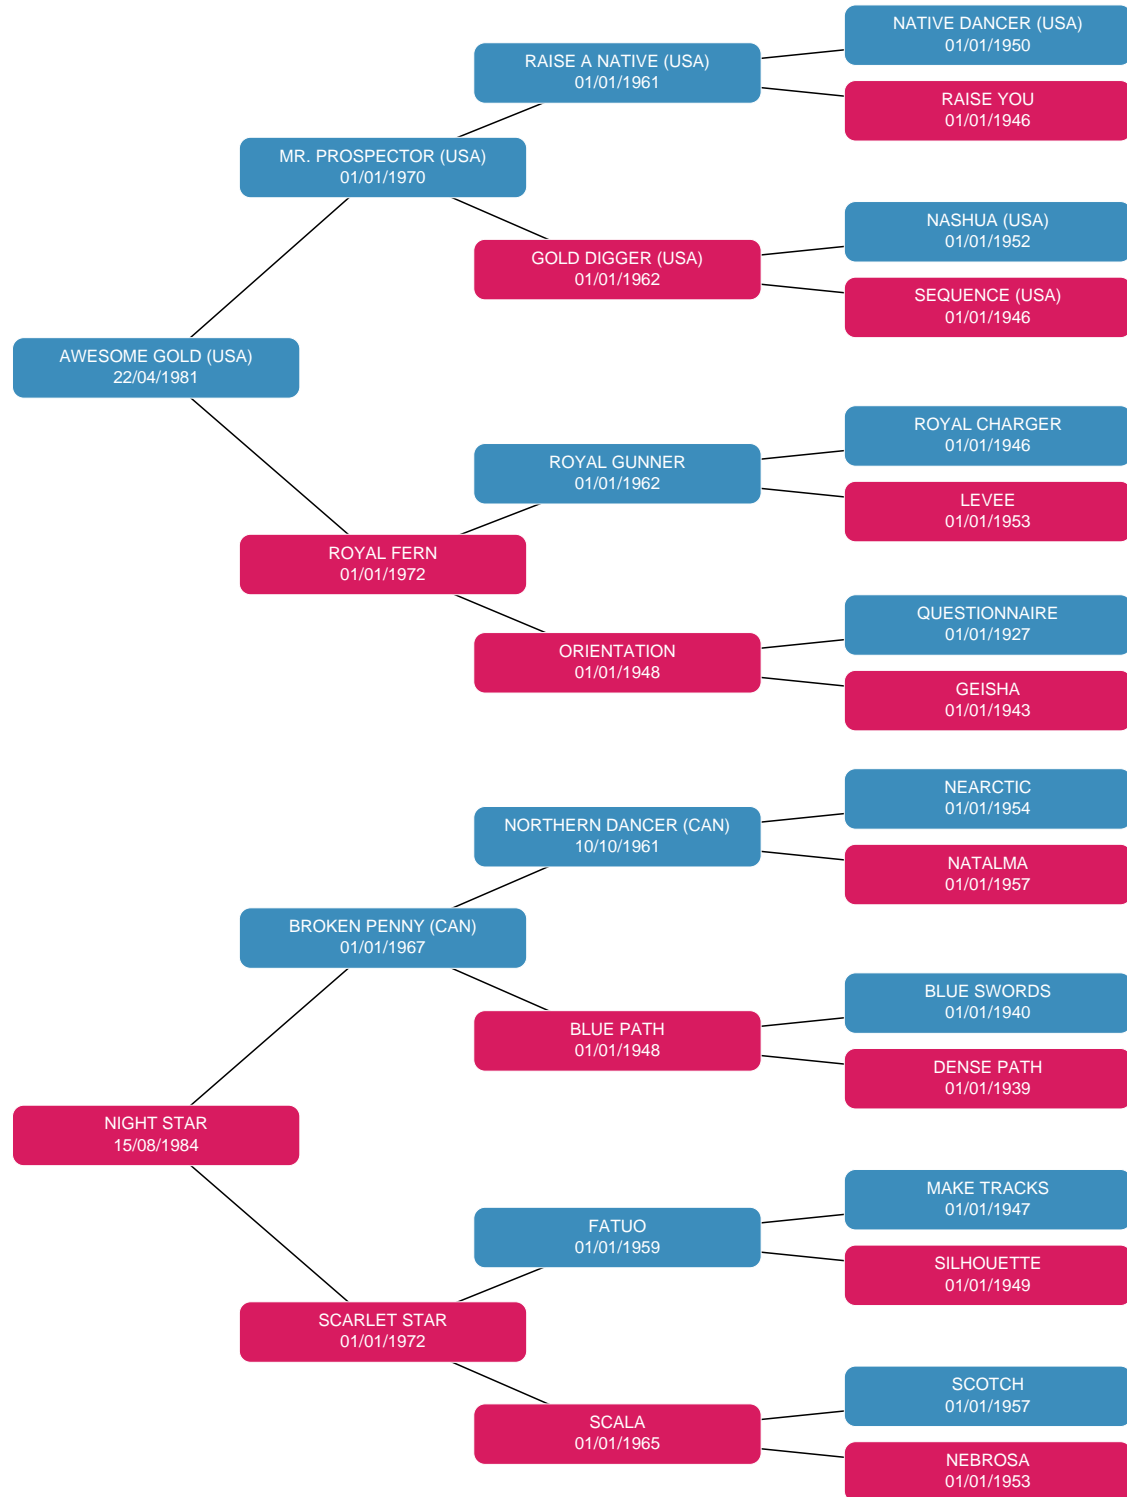 NATIVE DANCER (USA)
01/01/1950
RAISE A NATIVE (USA)
01/01/1961
RAISE YOU
01/01/1946
MR. PROSPECTOR (USA)
01/01/1970
NASHUA (USA)
01/01/1952
GOLD DIGGER (USA)
01/01/1962
SEQUENCE (USA)
01/01/1946
AWESOME GOLD (USA)
22/04/1981
ROYAL CHARGER
01/01/1946
ROYAL GUNNER
01/01/1962
LEVEE
01/01/1953
ROYAL FERN
01/01/1972
QUESTIONNAIRE
01/01/1927
ORIENTATION
01/01/1948
GEISHA
01/01/1943
NEARCTIC
01/01/1954
NORTHERN DANCER (CAN)
10/10/1961
NATALMA
01/01/1957
BROKEN PENNY (CAN)
01/01/1967
BLUE SWORDS
01/01/1940
BLUE PATH
01/01/1948
DENSE PATH
01/01/1939
NIGHT STAR
15/08/1984
MAKE TRACKS
01/01/1947
FATUO
01/01/1959
SILHOUETTE
01/01/1949
SCARLET STAR
01/01/1972
SCOTCH
01/01/1957
SCALA
01/01/1965
NEBROSA
01/01/1953